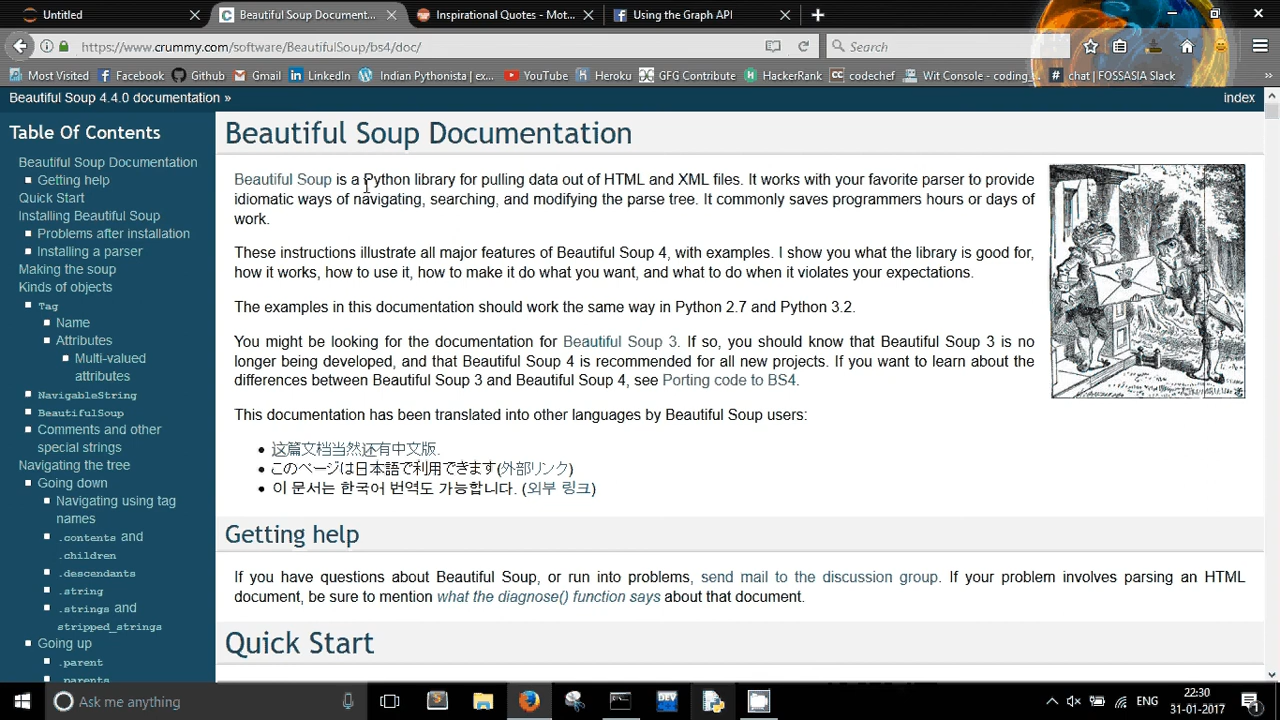 Untitled
Beautiful Soup Document...
Inspirational Quotes - Mot...
Using the Graph API
https://www.crummy.com/software/BeautifulSoup/bs4/doc/
Search
Most Visited Facebook Github Gmail LinkedIn Indian Pythonista | ex... YouTube Heroku GFG Contribute HackerRank codechef Wit Console - coding_... chat | FOSSASIA Slack
Beautiful Soup 4.4.0 documentation »
index
Table Of Contents
Beautiful Soup Documentation
Getting help
Quick Start
Installing Beautiful Soup
Problems after installation
Installing a parser
Making the soup
Kinds of objects
Tag
Name
Attributes
Multi-valued
attributes
NavigableString
BeautifulSoup
Comments and other
special strings
Navigating the tree
Going down
Navigating using tag
names
.contents and
.children
.descendants
.string
.strings and
stripped_strings
Going up
.parent
.parents
Beautiful Soup Documentation
Beautiful Soup is a Python library for pulling data out of HTML and XML files. It works with your favorite parser to provide
idiomatic ways of navigating, searching, and modifying the parse tree. It commonly saves programmers hours or days of
work.
These instructions illustrate all major features of Beautiful Soup 4, with examples. I show you what the library is good for,
how it works, how to use it, how to make it do what you want, and what to do when it violates your expectations.
The examples in this documentation should work the same way in Python 2.7 and Python 3.2.
You might be looking for the documentation for Beautiful Soup 3. If so, you should know that Beautiful Soup 3 is no
longer being developed, and that Beautiful Soup 4 is recommended for all new projects. If you want to learn about the
differences between Beautiful Soup 3 and Beautiful Soup 4, see Porting code to BS4.
This documentation has been translated into other languages by Beautiful Soup users:
这篇文档当然还有中文版.
このページは日本語で利用できます(外部リンク)
이 문서는 한국어 번역도 가능합니다. (외부 링크)
Getting help
If you have questions about Beautiful Soup, or run into problems, send mail to the discussion group. If your problem involves parsing an HTML
document, be sure to mention what the diagnose() function says about that document.
Quick Start
Ask me anything
DEV
ENG
22:30
31-01-2017